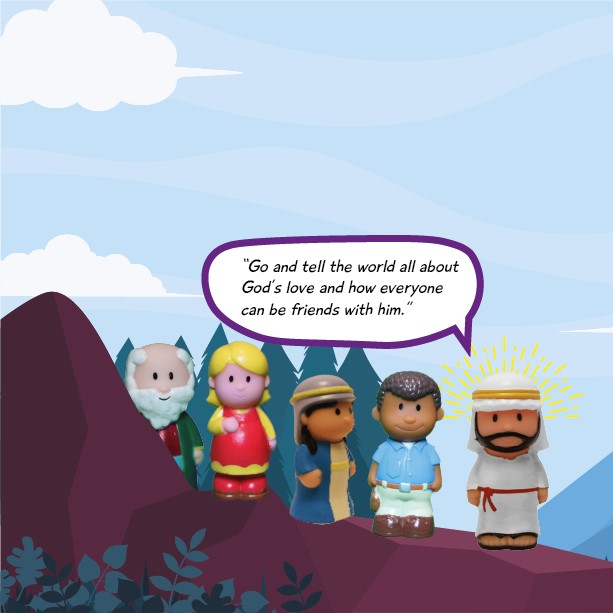 “Go and tell the world all about
God's love and how everyone
can be friends with him.”